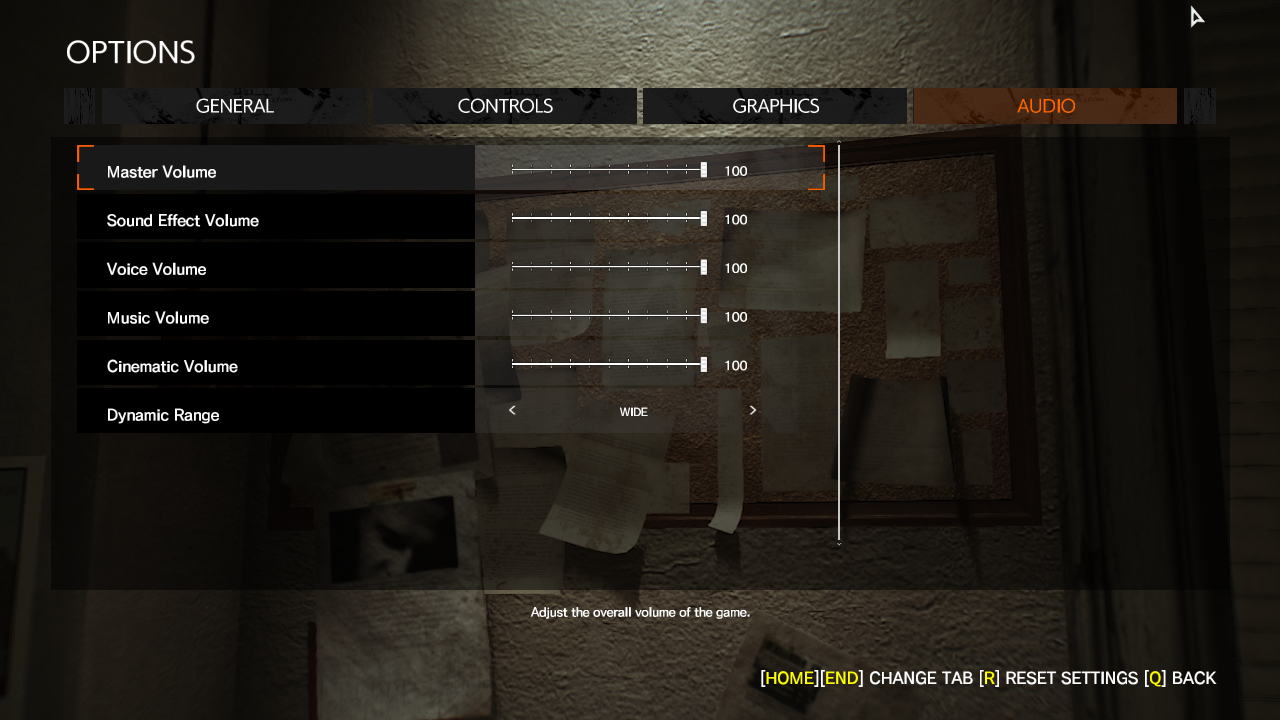 OPTIONS
GENERAL CONTROLS GRAPHICS AUDIO
Master Volume 100
Sound Effect Volume 100
Voice Volume 100
Music Volume 100
Cinematic Volume 100
Dynamic Range < WIDE >
Adjust the overall volume of the game.
[HOME][END] CHANGE TAB [R] RESET SETTINGS [Q] BACK